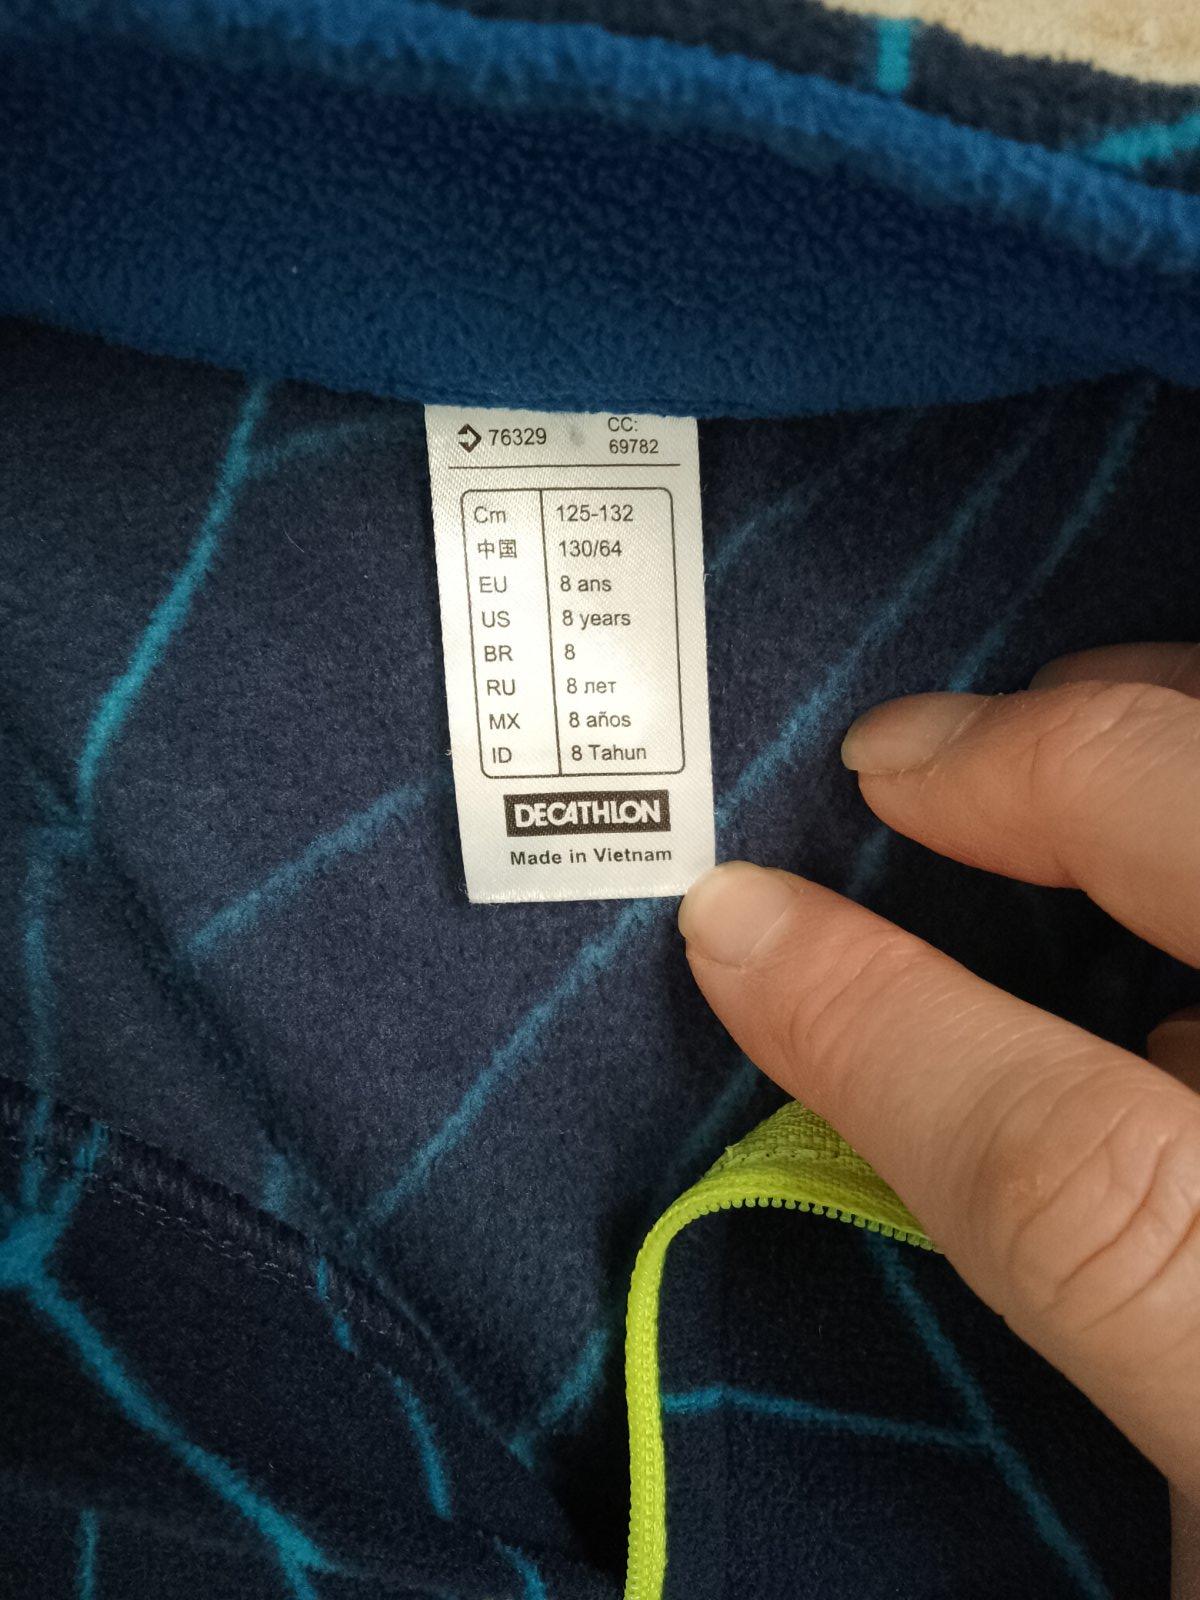 76329 CC:
69782
Cm 125-132
中国 130/64
EU 8 ans
US 8 years
BR 8
RU 8 лет
MX 8 años
ID 8 Tahun
DECATHLON
Made in Vietnam